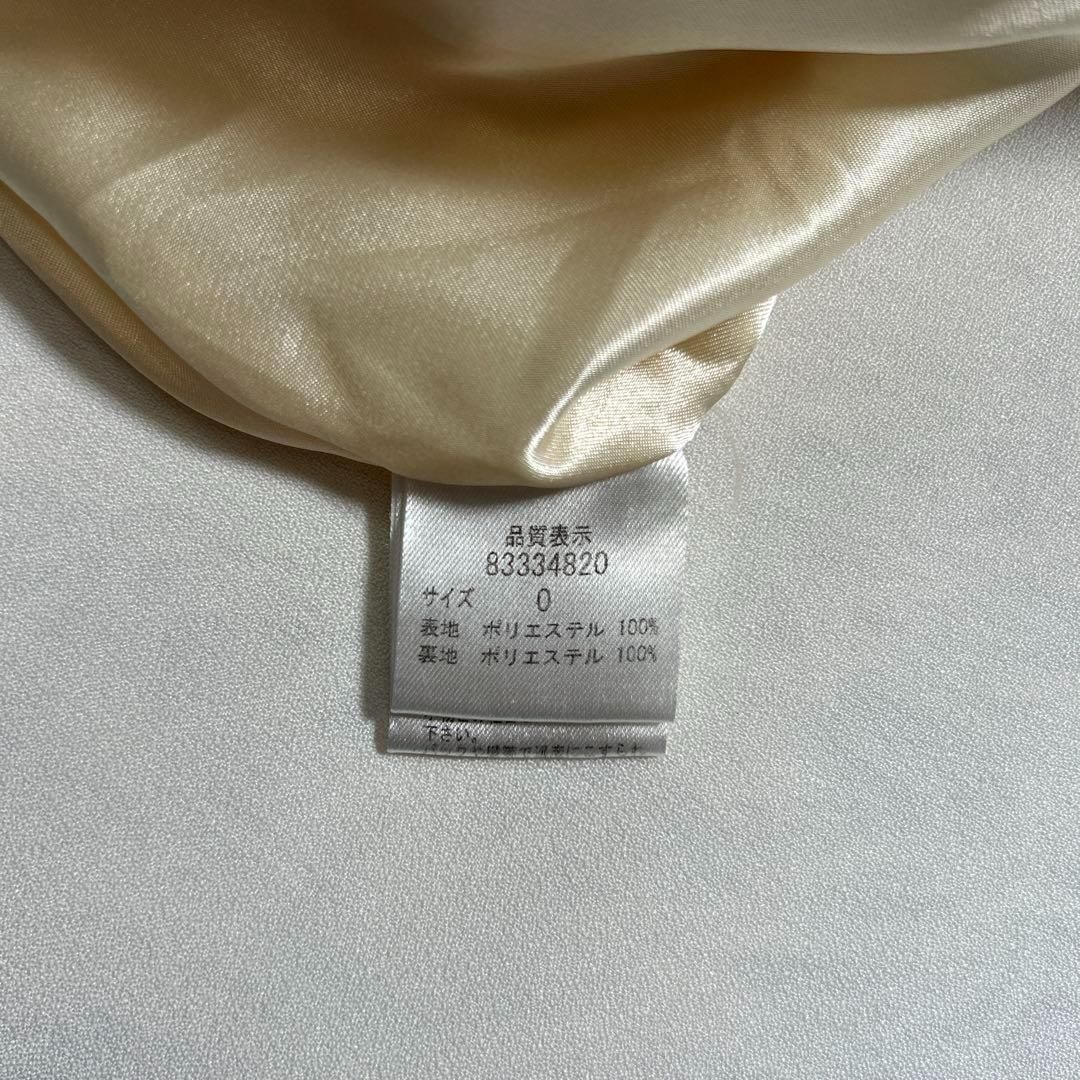 品質表示
83334820
サイズ 0
表地 ポリエステル 100%
裏地 ポリエステル 100%
下さい。